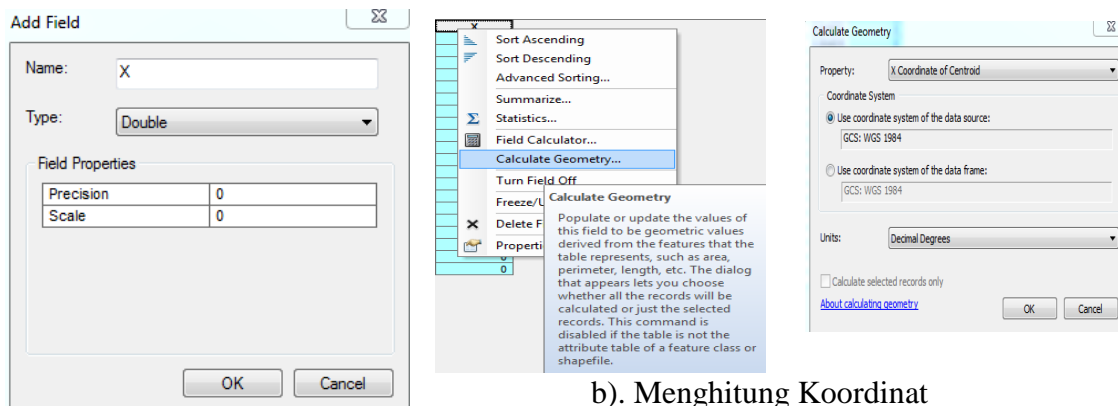 Add Field
Name:
X
Type:
Double
Field Properties
Precision
0
Scale
0
OK
Cancel
X
Sort Ascending
Sort Descending
Advanced Sorting...
Summarize...
Σ Statistics...
Field Calculator...
Calculate Geometry...
Turn Field Off
Freeze/U
Delete F
Properti
0
0
Calculate Geometry
Populate or update the values of
this field to be geometric values
derived from the features that the
table represents, such as area,
perimeter, length, etc. The dialog
that appears lets you choose
whether all the records will be
calculated or just the selected
records. This command is
disabled if the table is not the
attribute table of a feature class or
shapefile.
Calculate Geometry
Property:
X Coordinate of Centroid
Coordinate System
Use coordinate system of the data source:
GCS: WGS 1984
Use coordinate system of the data frame:
GCS: WGS 1984
Units:
Decimal Degrees
Calculate selected records only
About calculating geometry
OK
Cancel
b). Menghitung Koordinat